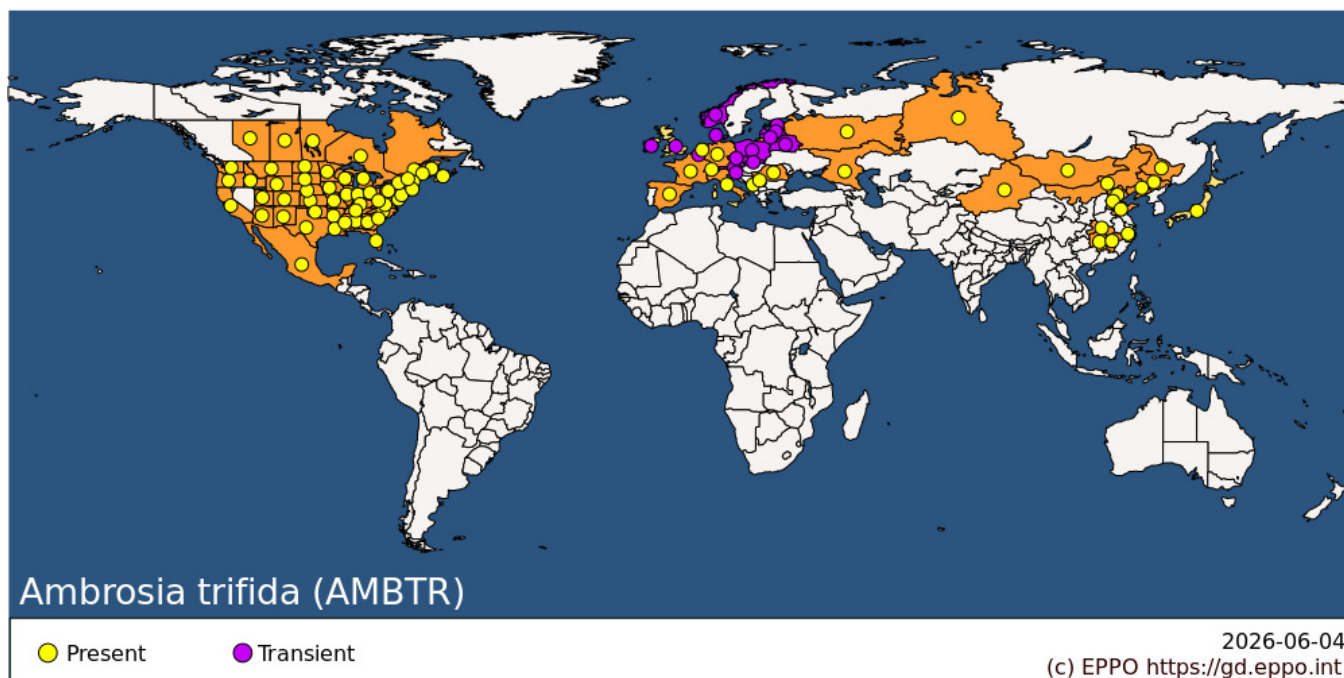 Ambrosia trifida (AMBTR)
Present
Transient
2026-06-04
(c) EPPO https://gd.eppo.int